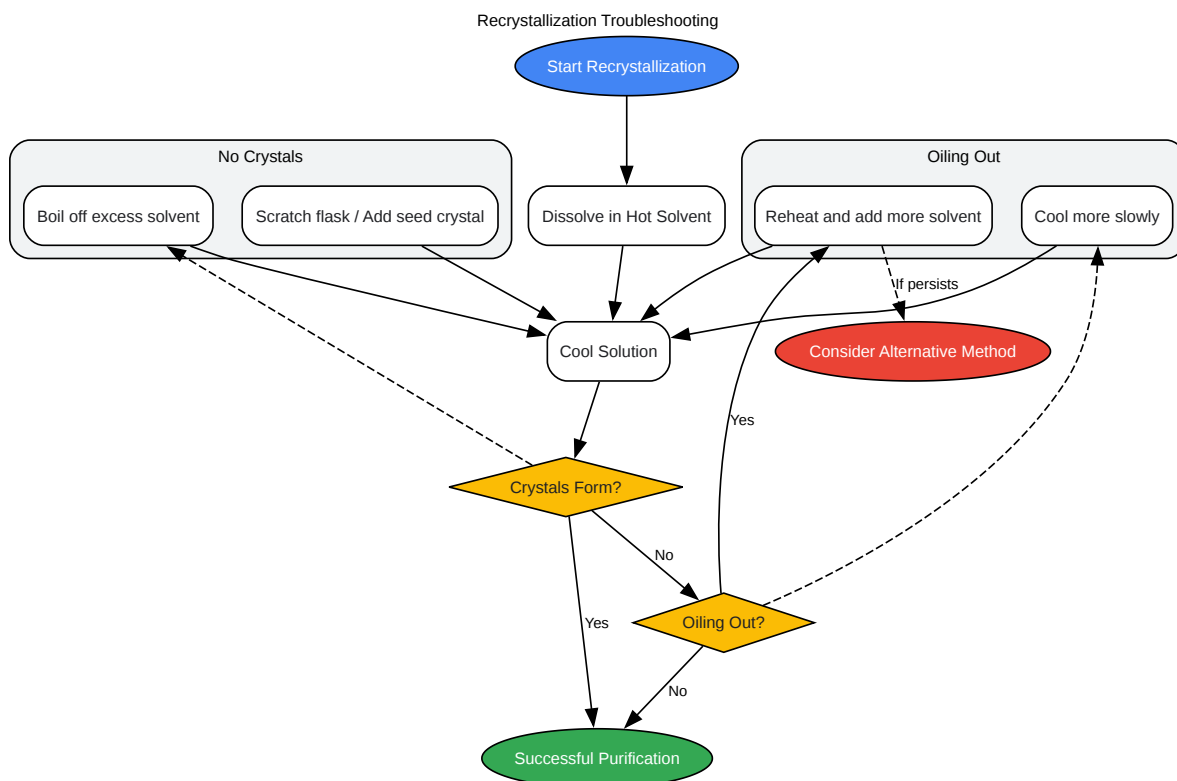 Recrystallization Troubleshooting
Start Recrystallization
No Crystals
Oiling Out
Boil off excess solvent
Scratch flask / Add seed crystal
Dissolve in Hot Solvent
Reheat and add more solvent
Cool more slowly
If persists
Cool Solution
Consider Alternative Method
Yes
Crystals Form?
No
Yes
Oiling Out?
No
Successful Purification